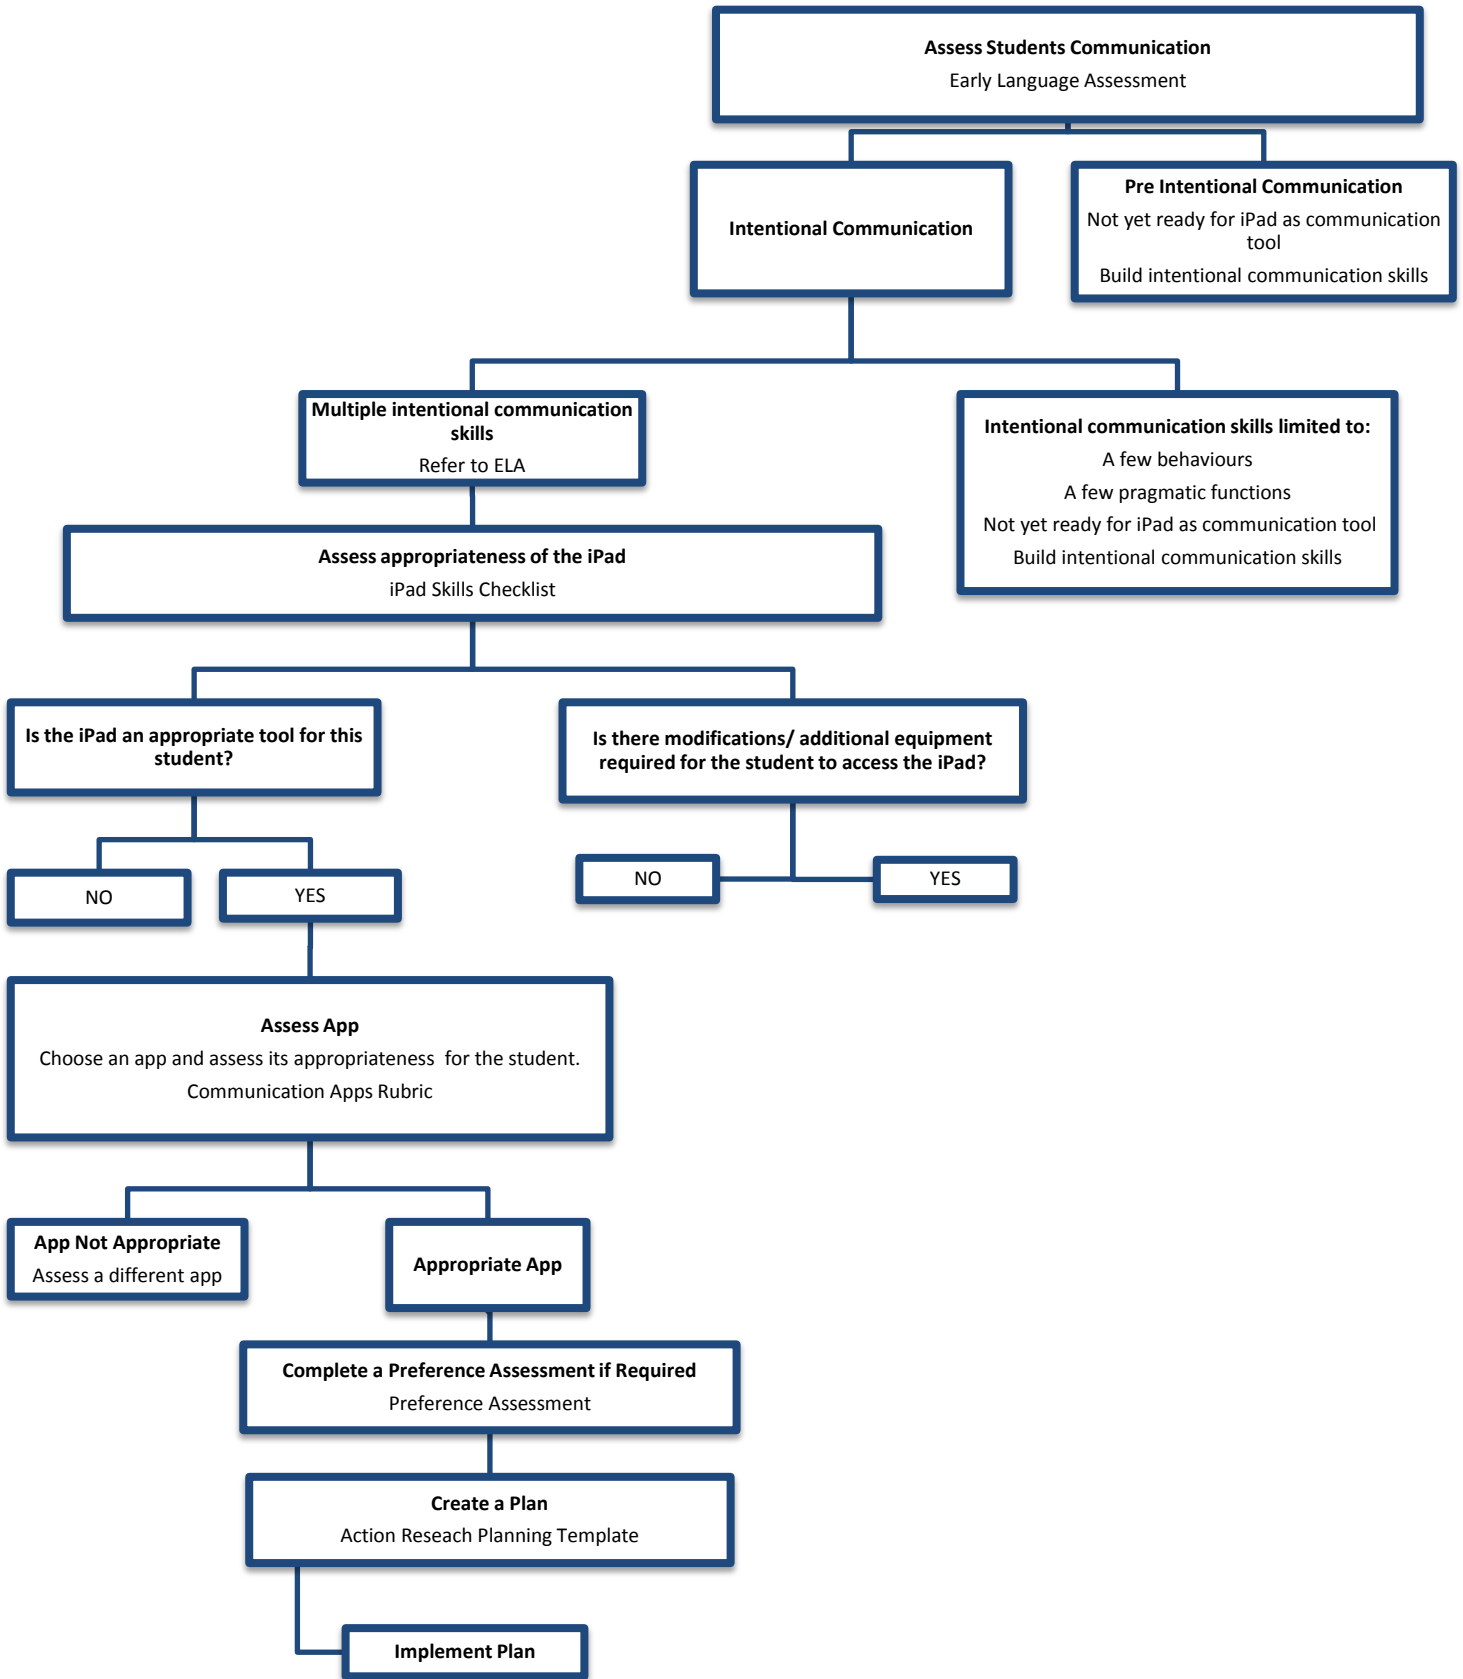 Assess Students Communication
Early Language Assessment
Intentional Communication
Pre Intentional Communication
Not yet ready for iPad as communication
tool
Build intentional communication skills
Multiple intentional communication
skills
Refer to ELA
Intentional communication skills limited to:
A few behaviours
A few pragmatic functions
Not yet ready for iPad as communication tool
Build intentional communication skills
Assess appropriateness of the iPad
iPad Skills Checklist
Is the iPad an appropriate tool for this
student?
Is there modifications/ additional equipment
required for the student to access the iPad?
NO
YES
NO
YES
Assess App
Choose an app and assess its appropriateness  for the student.
Communication Apps Rubric
App Not Appropriate
Assess a different app
Appropriate App
Complete a Preference Assessment if Required
Preference Assessment
Create a Plan
Action Reseach Planning Template
Implement Plan